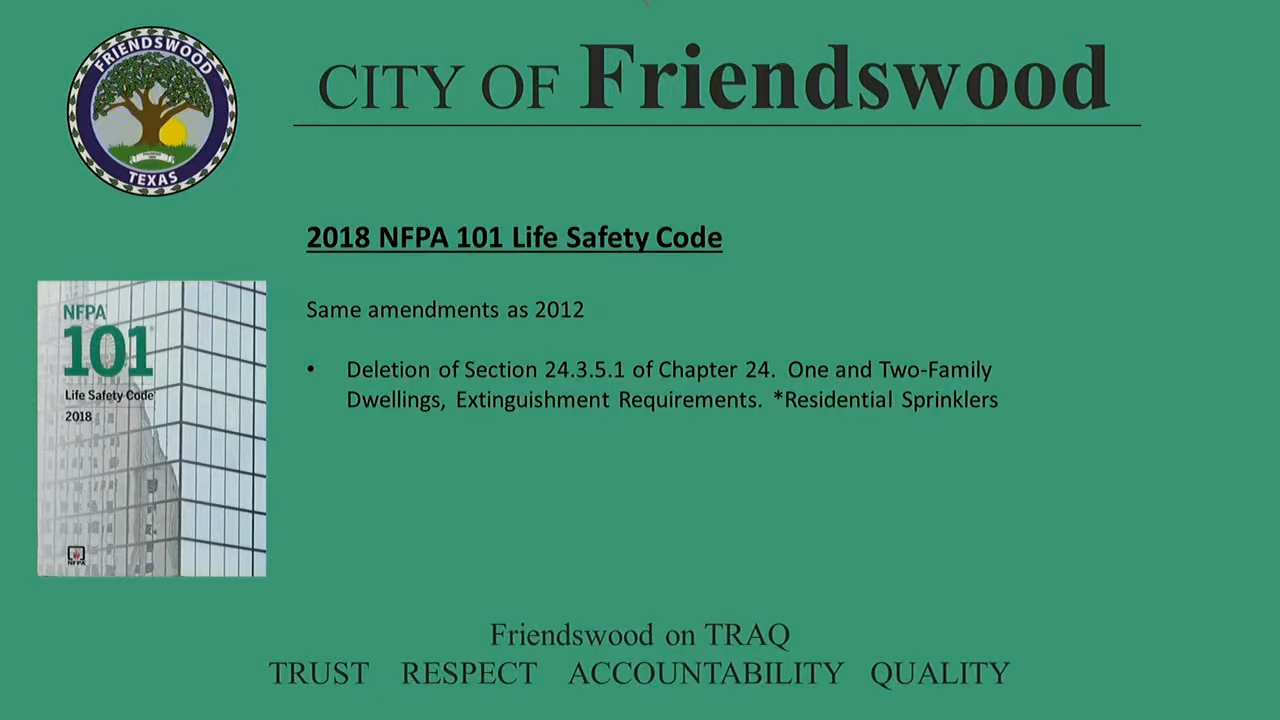 FRIENDSWOOD
TEXAS
CITY OF Friendswood
2018 NFPA 101 Life Safety Code
NFPA
101
Life Safety Code
2018
NFPA
Same amendments as 2012
• Deletion of Section 24.3.5.1 of Chapter 24. One and Two-Family
Dwellings, Extinguishment Requirements. *Residential Sprinklers
Friendswood on TRAQ
TRUST RESPECT ACCOUNTABILITY QUALITY